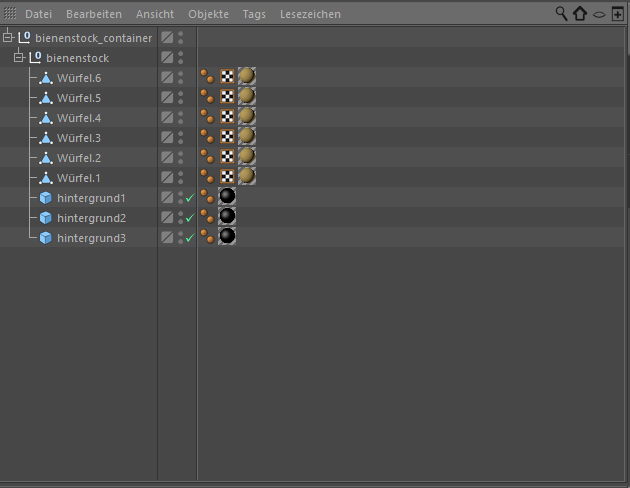 Datei Bearbeiten Ansicht Objekte Tags Lesezeichen
bienenstock_container
bienenstock
Würfel.6
Würfel.5
Würfel.4
Würfel.3
Würfel.2
Würfel.1
hintergrund1
hintergrund2
hintergrund3